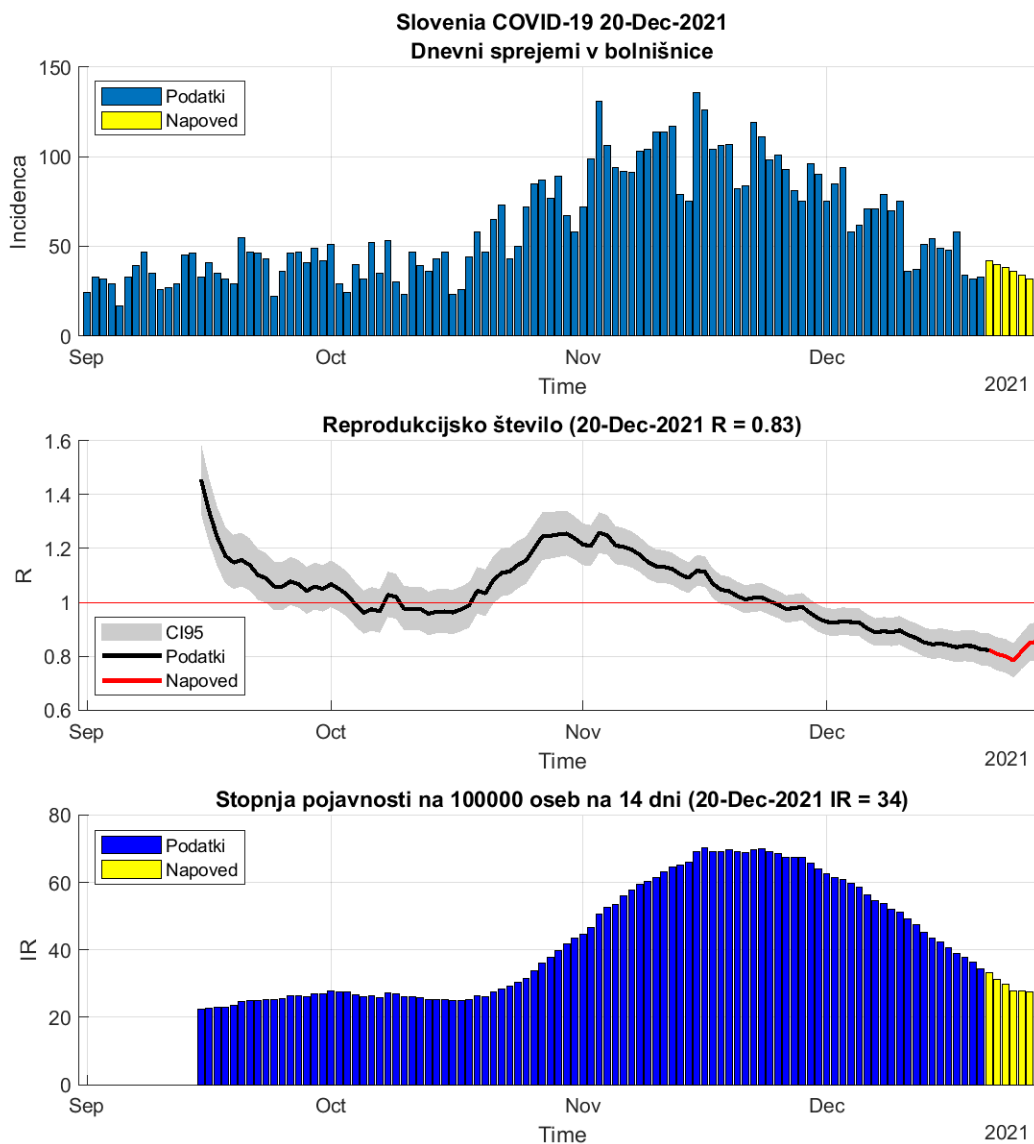 Slovenia COVID-19 20-Dec-2021
Dnevni sprejemi v bolnišnice
150
100
50
0
Incidenca
Podatki
Napoved
Sep
Oct
Nov
Dec
Time
2021
Reprodukcijsko število (20-Dec-2021 R = 0.83)
1.6
1.4
1.2
1
0.8
0.6
R
CI95
Podatki
Napoved
Sep
Oct
Nov
Dec
Time
2021
Stopnja pojavnosti na 100000 oseb na 14 dni (20-Dec-2021 IR = 34)
80
60
40
20
0
IR
Podatki
Napoved
Sep
Oct
Nov
Dec
Time
2021